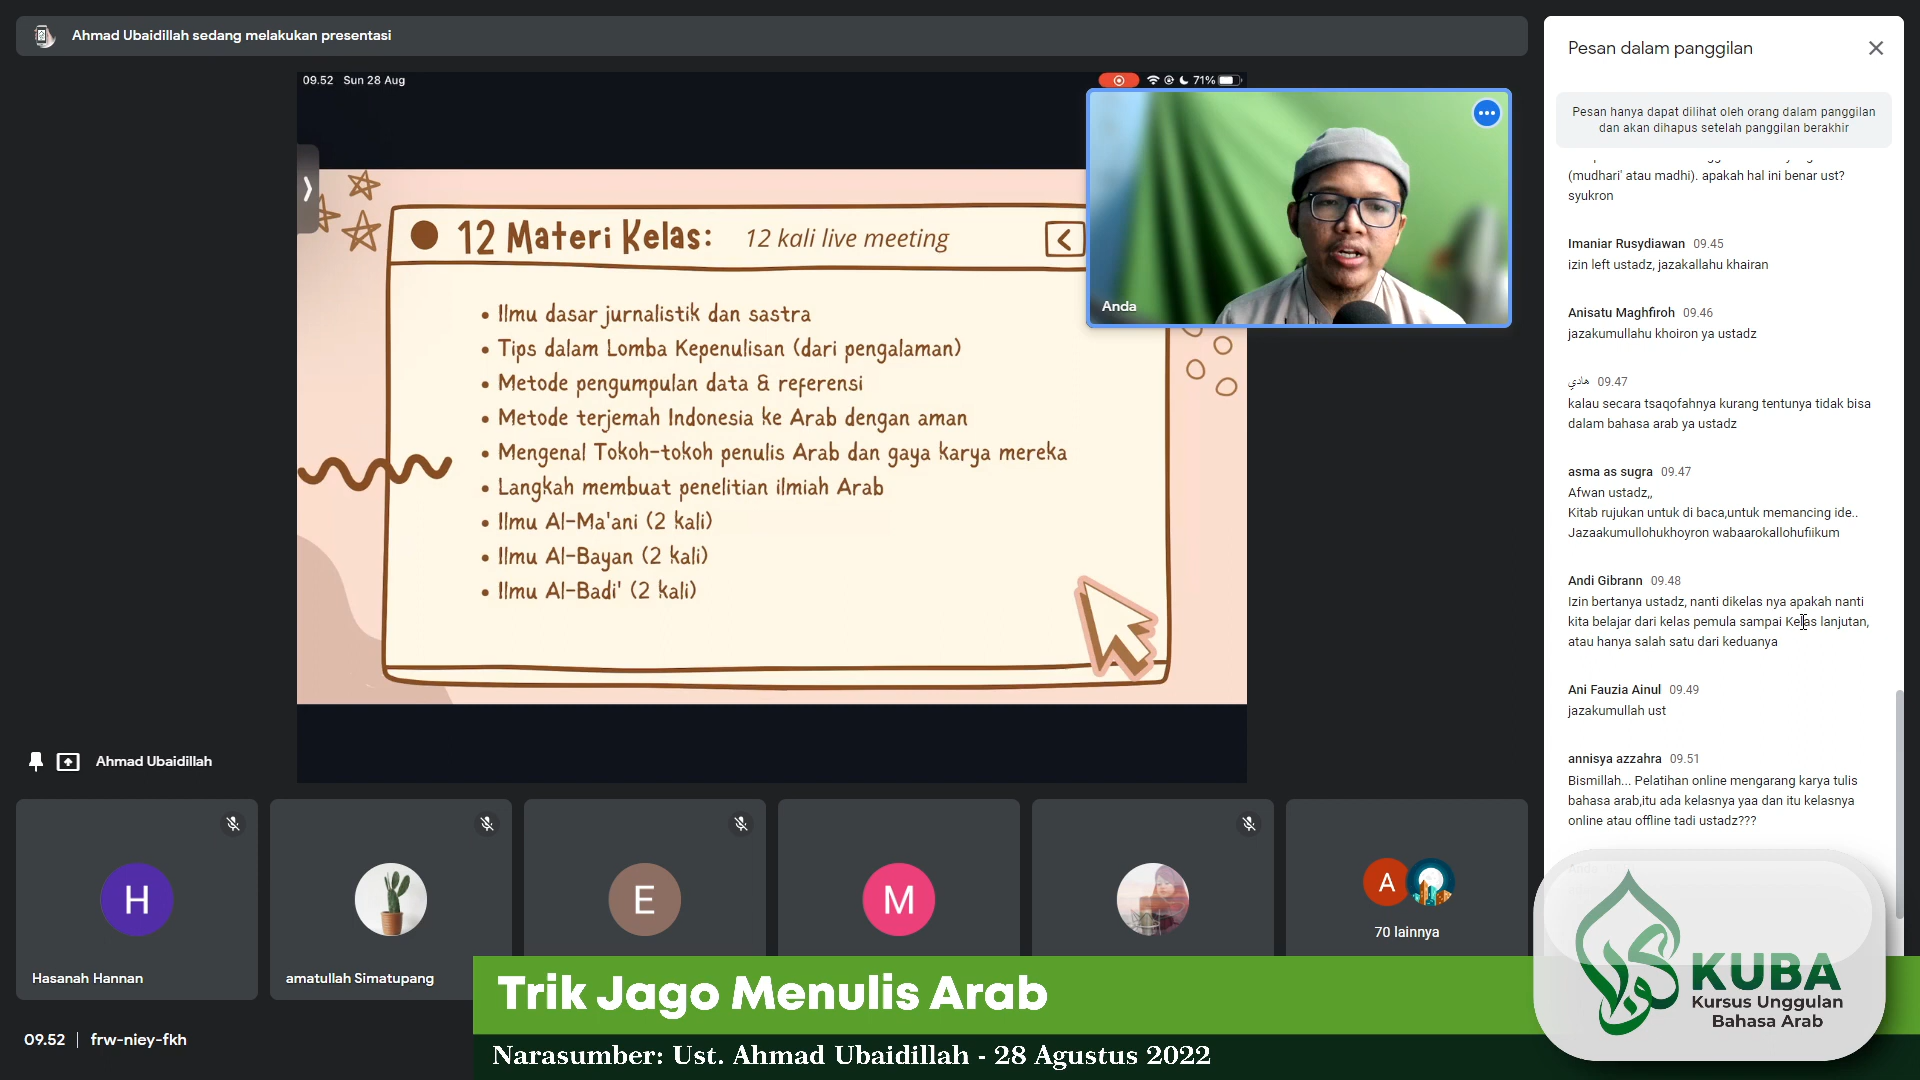 Ahmad Ubaidillah sedang melakukan presentasi
09.52 Sun 28 Aug
71%
12 Materi Kelas: 12 kali live meeting
• Ilmu dasar jurnalistik dan sastra
• Tips dalam Lomba Kepenulisan (dari pengalaman)
• Metode pengumpulan data & referensi
• Metode terjemah Indonesia ke Arab dengan aman
• Mengenal Tokoh-tokoh penulis Arab dan gaya karya mereka
• Langkah membuat penelitian ilmiah Arab
• Ilmu Al-Ma'ani (2 kali)
• Ilmu Al-Bayan (2 kali)
• Ilmu Al-Badi' (2 kali)
Anda
Ahmad Ubaidillah
H
E
M
A
70 lainnya
Hasanah Hannan
amatullah Simatupang
09.52 | frw-niey-fkh
Pesan dalam panggilan
Pesan hanya dapat dilihat oleh orang dalam panggilan
dan akan dihapus setelah panggilan berakhir
(mudhari' atau madhi). apakah hal ini benar ust?
syukron
Imaniar Rusydiawan 09.45
izin left ustadz, jazakallahu khairan
Anisatu Maghfiroh 09.46
jazakumullahu khoiron ya ustadz
هادي 09.47
kalau secara tsaqofahnya kurang tentunya tidak bisa
dalam bahasa arab ya ustadz
asma as sugra 09.47
Afwan ustadz,,
Kitab rujukan untuk di baca,untuk memancing ide..
Jazaakumullohukhoyron wabaarokallohufiikum
Andi Gibrann 09.48
Izin bertanya ustadz, nanti dikelas nya apakah nanti
kita belajar dari kelas pemula sampai Kelas lanjutan,
atau hanya salah satu dari keduanya
Ani Fauzia Ainul 09.49
jazakumullah ust
annisya azzahra 09.51
Bismillah... Pelatihan online mengarang karya tulis
bahasa arab,itu ada kelasnya yaa dan itu kelasnya
online atau offline tadi ustadz???
Trik Jago Menulis Arab
Narasumber: Ust. Ahmad Ubaidillah - 28 Agustus 2022
KUBA
Kursus Unggulan
Bahasa Arab